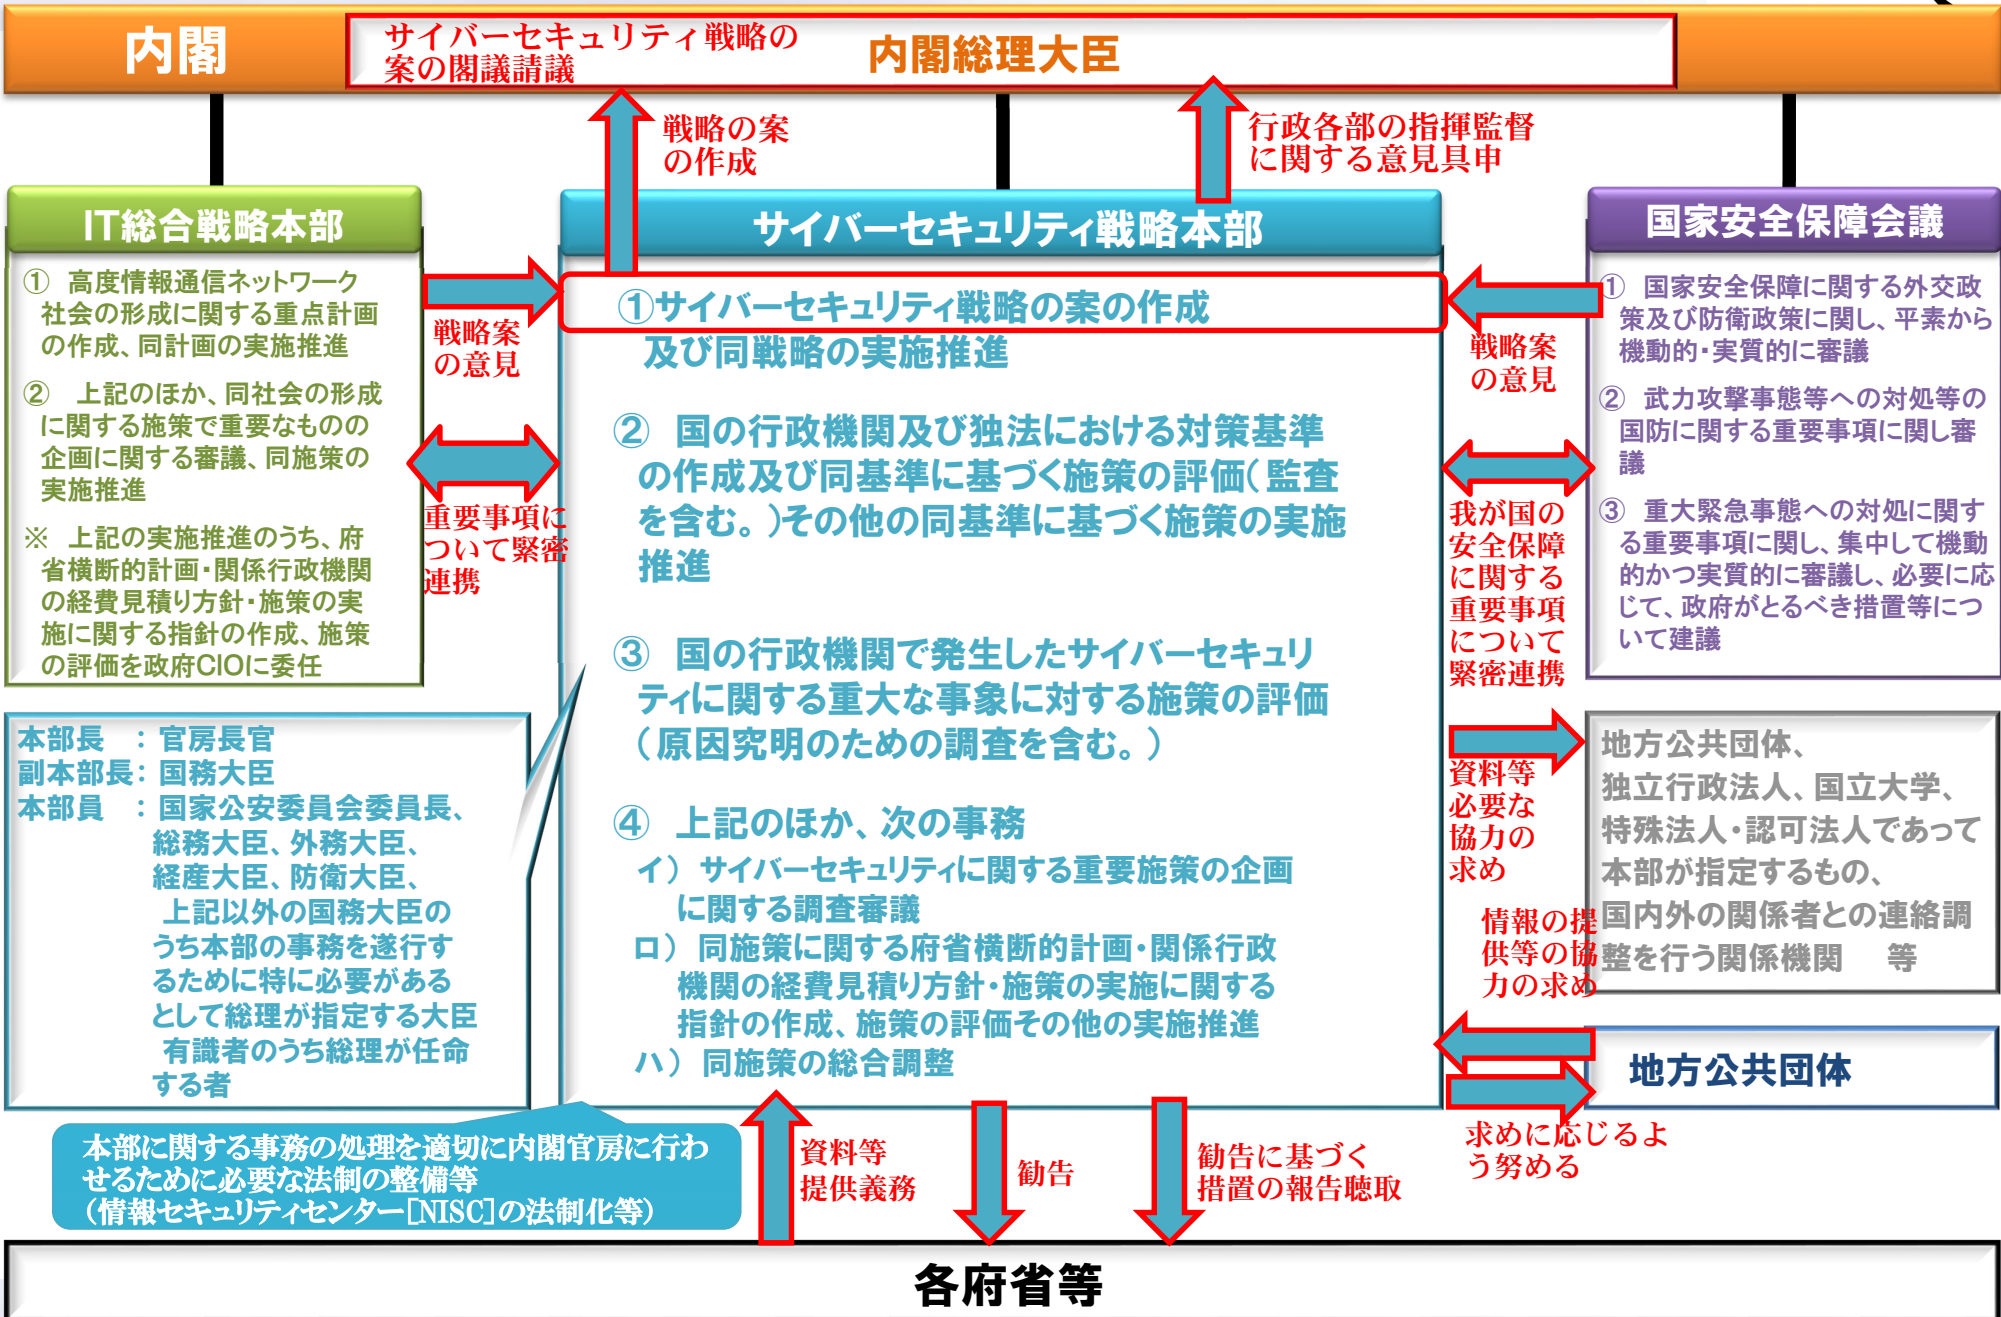 内閣
サイバーセキュリティ戦略の
案の閣議請議
内閣総理大臣
戦略の案
の作成
行政各部の指揮監督
に関する意見具申
IT総合戦略本部
① 高度情報通信ネットワーク
社会の形成に関する重点計画
の作成、同計画の実施推進
② 上記のほか、同社会の形成
に関する施策で重要なものの
企画に関する審議、同施策の
実施推進
※ 上記の実施推進のうち、府
省横断的計画・関係行政機関
の経費見積り方針・施策の実
施に関する指針の作成、施策
の評価を政府CIOに委任
戦略案
の意見
重要事項に
ついて緊密
連携
サイバーセキュリティ戦略本部
①サイバーセキュリティ戦略の案の作成
及び同戦略の実施推進
② 国の行政機関及び独法における対策基準
の作成及び同基準に基づく施策の評価(監査
を含む。)その他の同基準に基づく施策の実施
推進
③ 国の行政機関で発生したサイバーセキュリ
ティに関する重大な事象に対する施策の評価
(原因究明のための調査を含む。)
④ 上記のほか、次の事務
イ) サイバーセキュリティに関する重要施策の企画
に関する調査審議
ロ) 同施策に関する府省横断的計画・関係行政
機関の経費見積り方針・施策の実施に関する
指針の作成、施策の評価その他の実施推進
ハ) 同施策の総合調整
国家安全保障会議
① 国家安全保障に関する外交政
策及び防衛政策に関し、平素から
機動的・実質的に審議
② 武力攻撃事態等への対処等の
国防に関する重要事項に関し審
議
③ 重大緊急事態への対処に関す
る重要事項に関し、集中して機動
的かつ実質的に審議し、必要に応
じて、政府がとるべき措置等につ
いて建議
戦略案
の意見
我が国の
安全保障
に関する
重要事項
について
緊密連携
本部長 : 官房長官
副本部長: 国務大臣
本部員 : 国家公安委員会委員長、
総務大臣、外務大臣、
経産大臣、防衛大臣、
上記以外の国務大臣の
うち本部の事務を遂行す
るために特に必要がある
として総理が指定する大臣
有識者のうち総理が任命
する者
資料等
必要な
協力の
求め
地方公共団体、
独立行政法人、国立大学、
特殊法人・認可法人であって
本部が指定するもの、
国内外の関係者との連絡調
整を行う関係機関 等
情報の提
供等の協
力の求め
地方公共団体
求めに応じるよ
う努める
本部に関する事務の処理を適切に内閣官房に行わ
せるために必要な法制の整備等
(情報セキュリティセンター[NISC]の法制化等)
資料等
提供義務
勧告
勧告に基づく
措置の報告聴取
各府省等